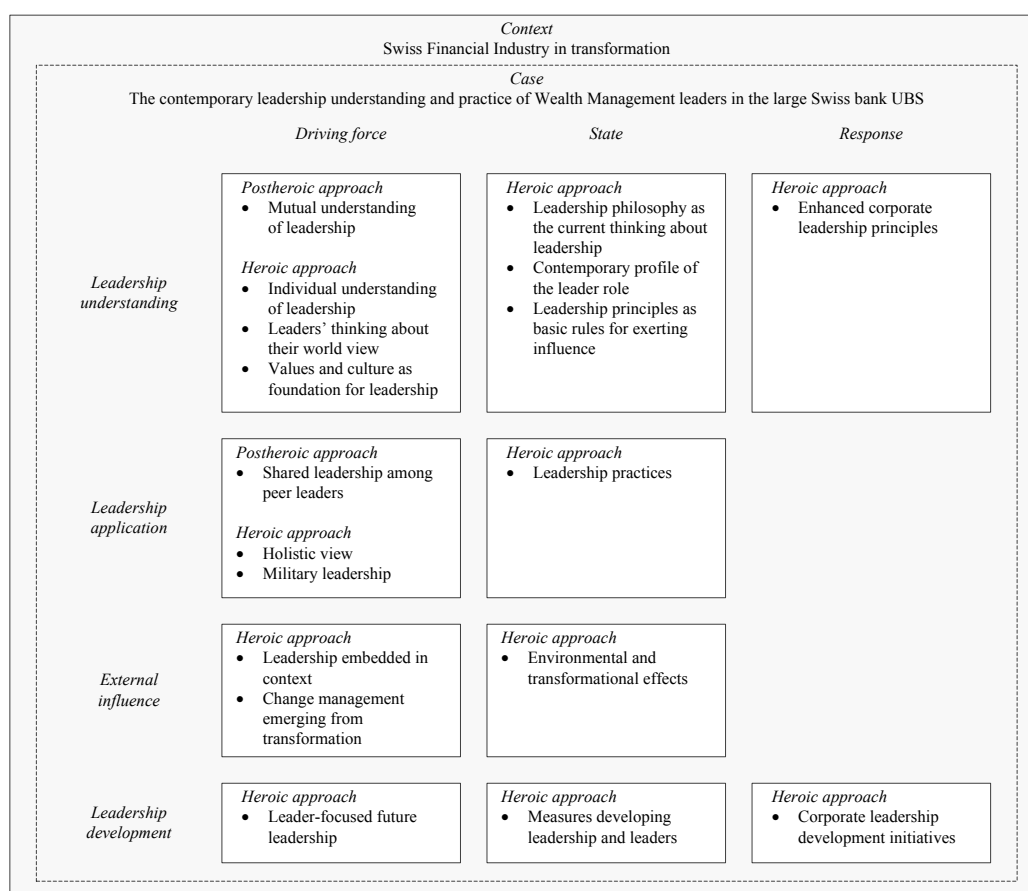 Context
Swiss Financial Industry in transformation
Case
The contemporary leadership understanding and practice of Wealth Management leaders in the large Swiss bank UBS
Driving force
State
Response
Leadership
understanding
Postheroic approach
• Mutual understanding
of leadership
Heroic approach
• Individual understanding
of leadership
• Leaders’ thinking about
their world view
• Values and culture as
foundation for leadership
Heroic approach
• Leadership philosophy as
the current thinking about
leadership
• Contemporary profile of
the leader role
• Leadership principles as
basic rules for exerting
influence
Heroic approach
• Enhanced corporate
leadership principles
Leadership
application
Postheroic approach
• Shared leadership among
peer leaders
Heroic approach
• Holistic view
• Military leadership
Heroic approach
• Leadership practices
External
influence
Heroic approach
• Leadership embedded in
context
• Change management
emerging from
transformation
Heroic approach
• Environmental and
transformational effects
Leadership
development
Heroic approach
• Leader-focused future
leadership
Heroic approach
• Measures developing
leadership and leaders
Heroic approach
• Corporate leadership
development initiatives